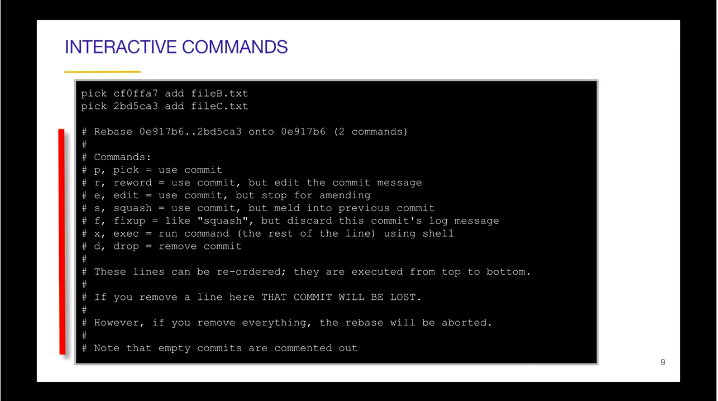 INTERACTIVE COMMANDS
pick cf0ffa7 add fileB.txt
pick 2bd5ca3 add fileC.txt
# Rebase 0e917b6..2bd5ca3 onto 0e917b6 (2 commands)
#
# Commands:
# p, pick = use commit
# r, reword = use commit, but edit the commit message
# e, edit = use commit, but stop for amending
# s, squash = use commit, but meld into previous commit
# f, fixup = like "squash", but discard this commit's log message
# x, exec = run command (the rest of the line) using shell
# d, drop = remove commit
#
# These lines can be re-ordered; they are executed from top to bottom.
#
# If you remove a line here THAT COMMIT WILL BE LOST.
#
# However, if you remove everything, the rebase will be aborted.
#
# Note that empty commits are commented out
9